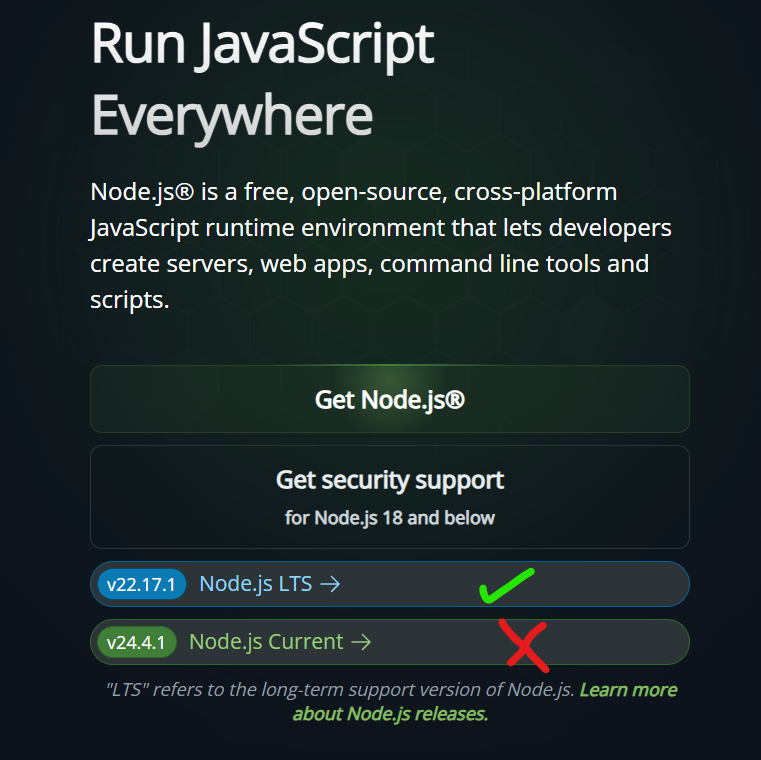 Run JavaScript
Everywhere
Node.js® is a free, open-source, cross-platform
JavaScript runtime environment that lets developers
create servers, web apps, command line tools and
scripts.
Get Node.js®
Get security support
for Node.js 18 and below
v22.17.1 Node.js LTS →
v24.4.1 Node.js Current →
"LTS" refers to the long-term support version of Node.js. Learn more
about Node.js releases.